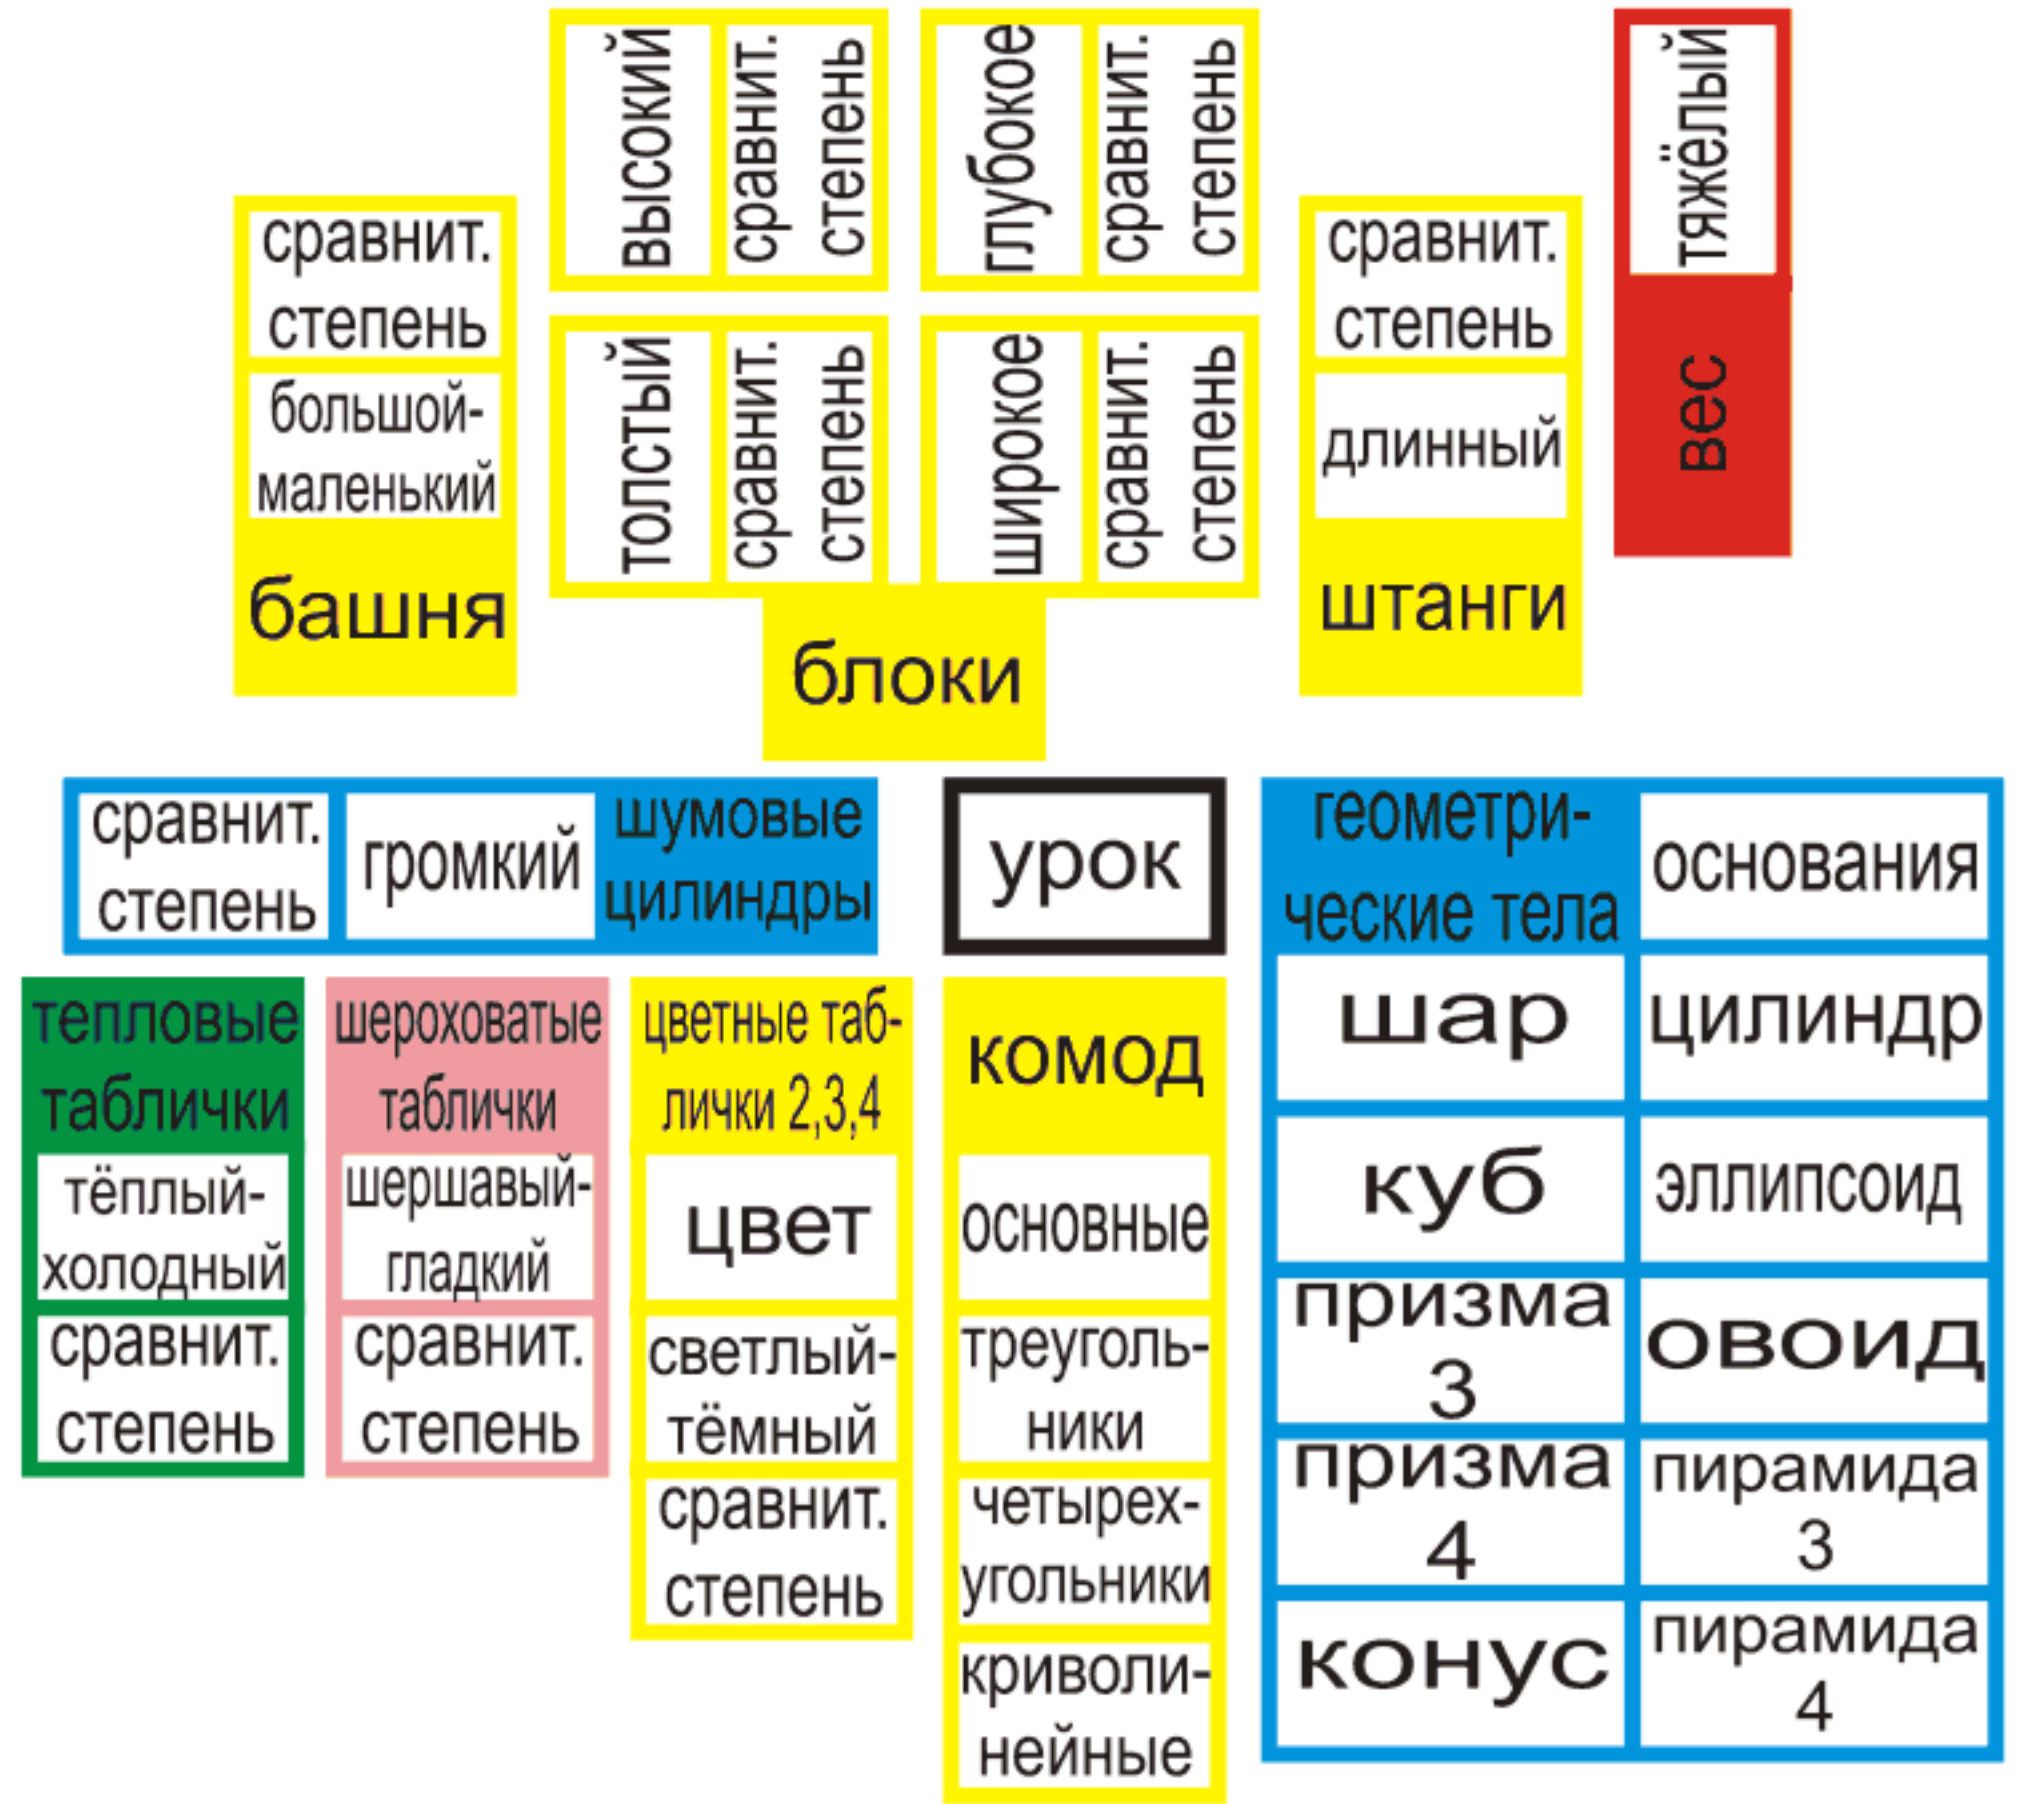 высокий
сравнит.
степень
глубокое
сравнит.
степень
тяжёлый
вес
сравнит.
степень
большой-
маленький
башня
толстый
сравнит.
степень
широкое
сравнит.
степень
блоки
сравнит.
степень
длинный
штанги
сравнит.
степень
громкий
шумовые
цилиндры
урок
геометри-
ческие тела
основания
шар
цилиндр
куб
эллипсоид
призма
3
овоид
призма
4
пирамида
3
конус
пирамида
4
тепловые
таблички
тёплый-
холодный
сравнит.
степень
шероховатые
таблички
шершавый-
гладкий
сравнит.
степень
цветные таб-
лички 2,3,4
цвет
светлый-
тёмный
сравнит.
степень
комод
основные
треуголь-
ники
четырех-
угольники
криволи-
нейные